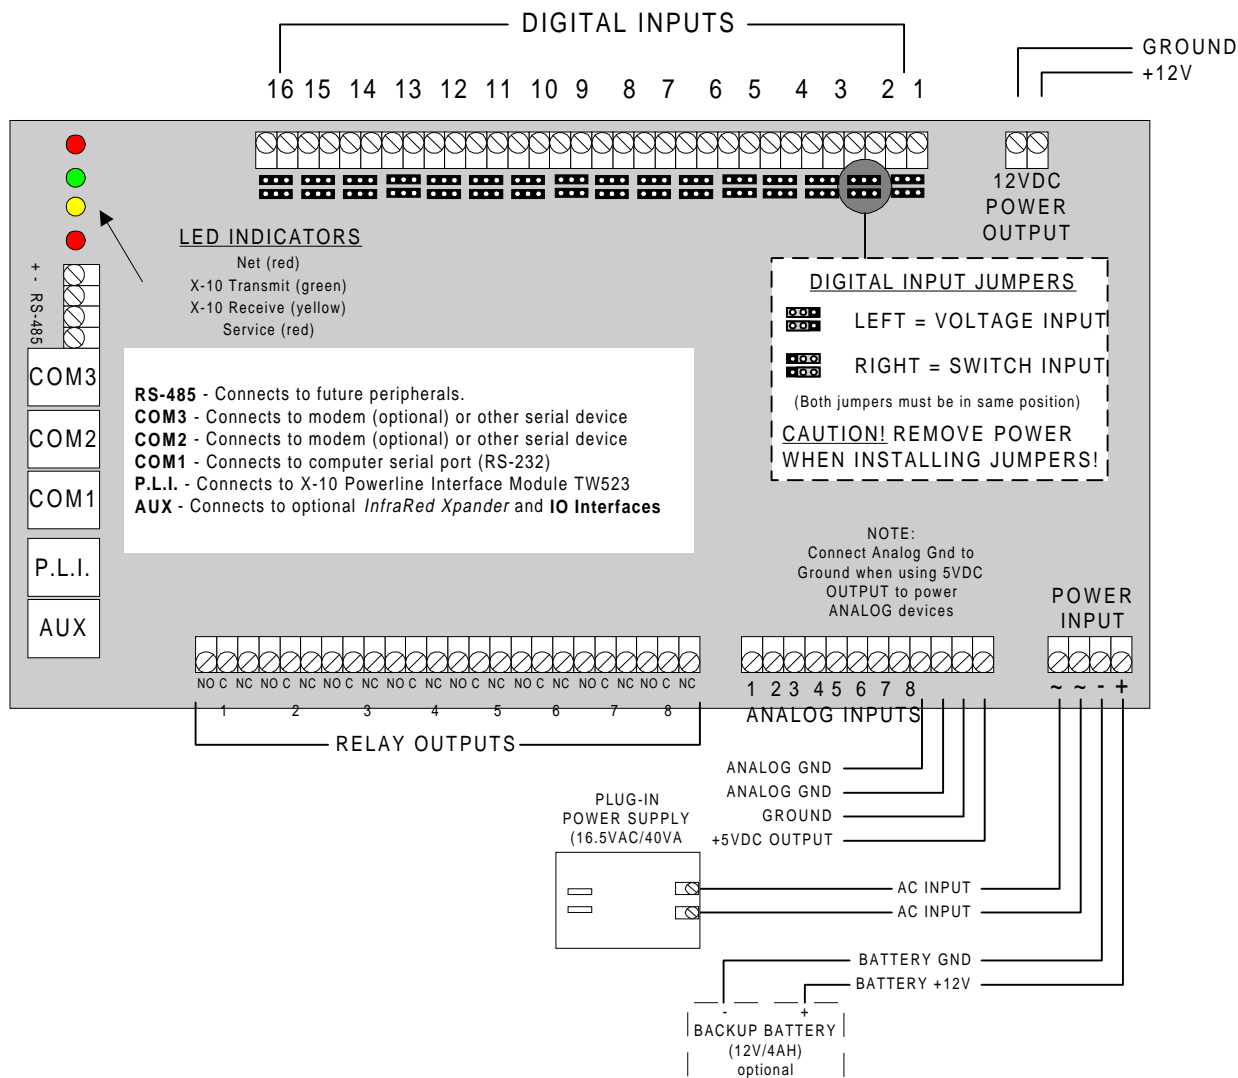 DIGITAL INPUTS
GROUND
+12V
16 15 14 13 12 11 10 9 8 7 6 5 4 3 2 1
12VDC
POWER
OUTPUT
LED INDICATORS
Net (red)
X-10 Transmit (green)
X-10 Receive (yellow)
Service (red)
+ - RS-485
DIGITAL INPUT JUMPERS
LEFT = VOLTAGE INPUT
RIGHT = SWITCH INPUT
(Both jumpers must be in same position)
CAUTION! REMOVE POWER
WHEN INSTALLING JUMPERS!
COM3
COM2
COM1
P.L.I.
AUX
RS-485 - Connects to future peripherals.
COM3 - Connects to modem (optional) or other serial device
COM2 - Connects to modem (optional) or other serial device
COM1 - Connects to computer serial port (RS-232)
P.L.I. - Connects to X-10 Powerline Interface Module TW523
AUX - Connects to optional InfraRed Xpander and IO Interfaces
NOTE:
Connect Analog Gnd to
Ground when using 5VDC
OUTPUT to power
ANALOG devices
POWER
INPUT
NO C NC NO C NC NO C NC NO C NC NO C NC NO C NC NO C NC NO C NC
1 2 3 4 5 6 7 8
RELAY OUTPUTS
1 2 3 4 5 6 7 8
ANALOG INPUTS
~ ~ - +
ANALOG GND
ANALOG GND
GROUND
+5VDC OUTPUT
PLUG-IN
POWER SUPPLY
(16.5VAC/40VA
AC INPUT
AC INPUT
BATTERY GND
BATTERY +12V
- +
BACKUP BATTERY
(12V/4AH)
optional